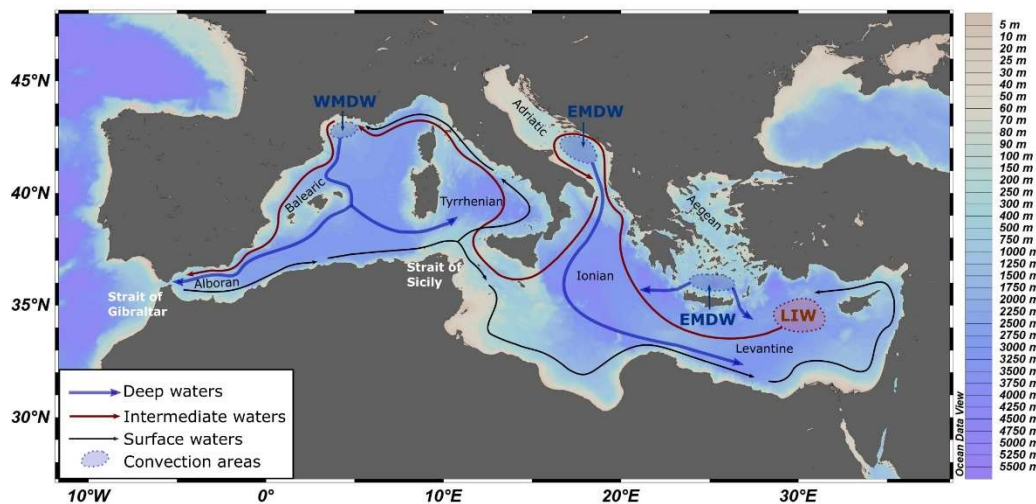 45°N
40°N
35°N
30°N
10°W
0°
10°E
20°E
30°E
WMDW
EMDW
Adriatic
Balearic
Tyrrhenian
Aegean
Alboran
Strait of
Gibraltar
Strait of
Sicily
Ionian
EMDW
LIW
Levantine
Deep waters
Intermediate waters
Surface waters
Convection areas
Ocean Data View
5 m
10 m
20 m
25 m
30 m
40 m
50 m
60 m
70 m
80 m
90 m
100 m
150 m
200 m
250 m
300 m
400 m
500 m
750 m
1000 m
1250 m
1500 m
1750 m
2000 m
2250 m
2500 m
2750 m
3000 m
3250 m
3500 m
3750 m
4000 m
4250 m
4500 m
4750 m
5000 m
5250 m
5500 m